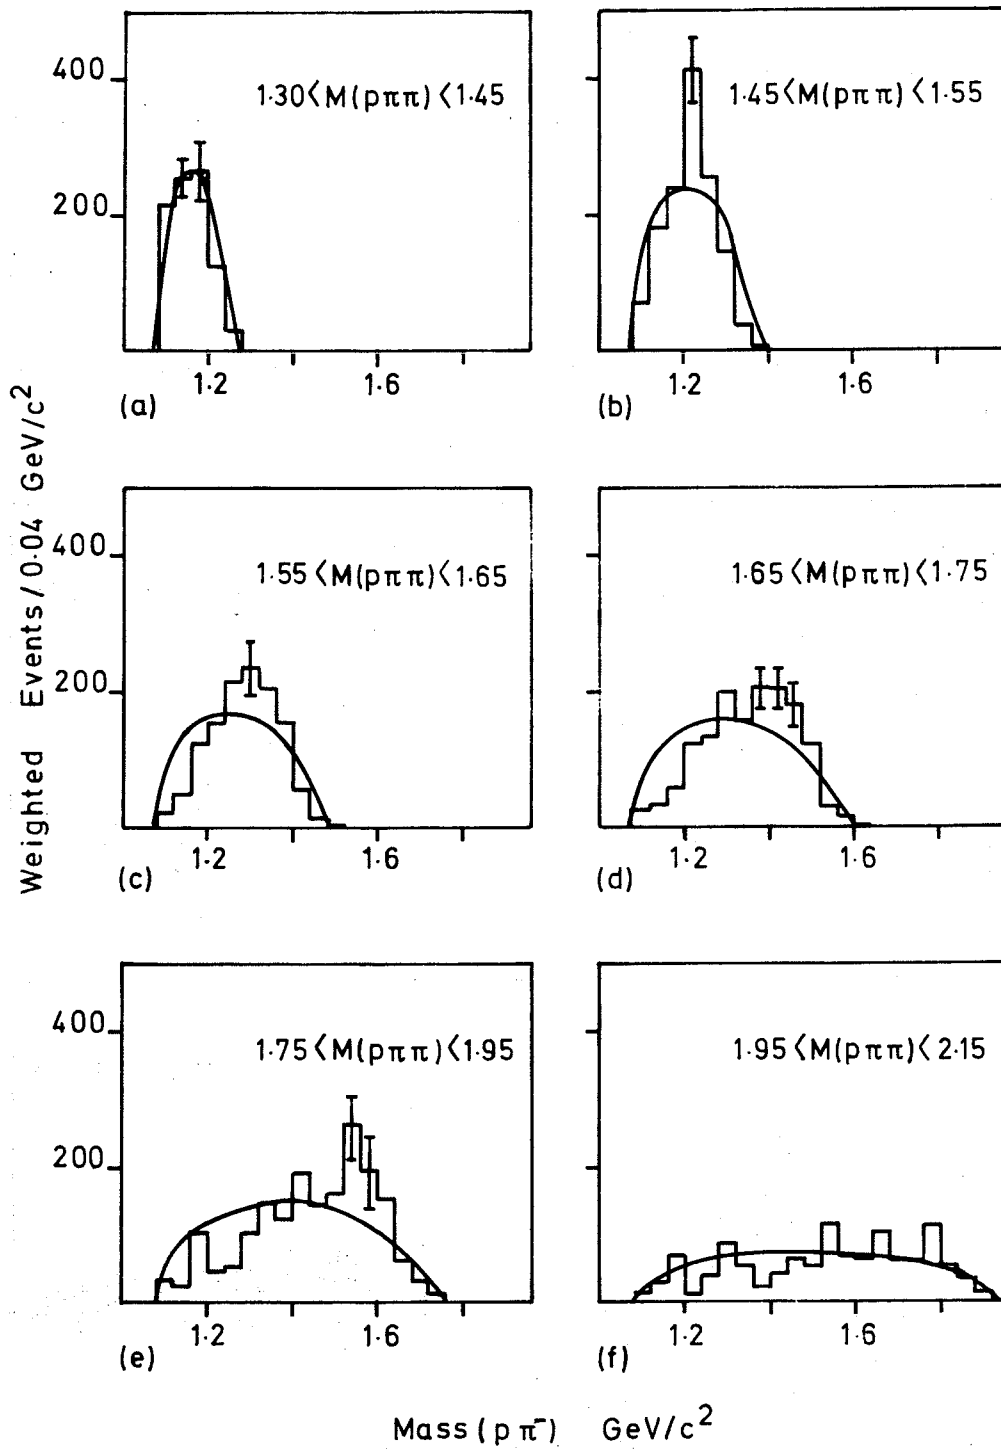 Weighted Events/0·04 GeV/c²
400
200
1·30<M(pππ)<1·45
1·2
1·6
(a)
1·45<M(pππ)<1·55
1·2
1·6
(b)
400
200
1·55<M(pππ)<1·65
1·2
1·6
(c)
1·65<M(pππ)<1·75
1·2
1·6
(d)
400
200
1·75<M(pππ)<1·95
1·2
1·6
(e)
1·95<M(pππ)<2·15
1·2
1·6
(f)
Mass(pπ⁻) GeV/c²